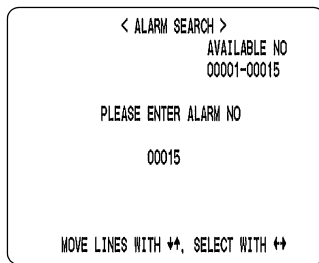 < ALARM SEARCH >
AVAILABLE NO
00001-00015
PLEASE ENTER ALARM NO
00015
MOVE LINES WITH ↓↑, SELECT WITH ←→